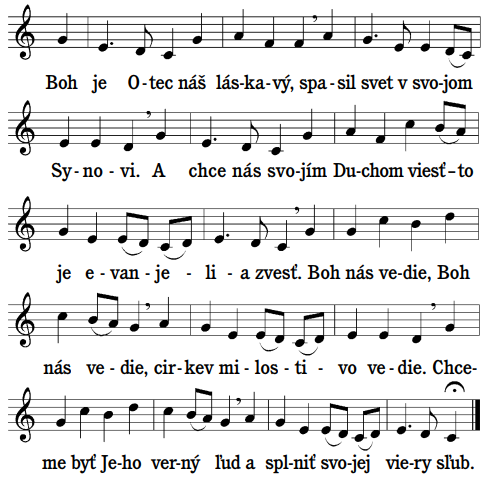 Boh je O-tec náš lás-ka-vý, spa-sil svet v svo-jom
Sy-no-vi. A chce nás svo-jím Du-chom viesť-to
je e-van-je-li-a zvesť. Boh nás ve-die, Boh
nás ve-die, cir-kev mi-los-ti-vo ve-die. Chce-
me byť Je-ho ver-ný ľud a spl-niť svo-jej vie-ry sľub.